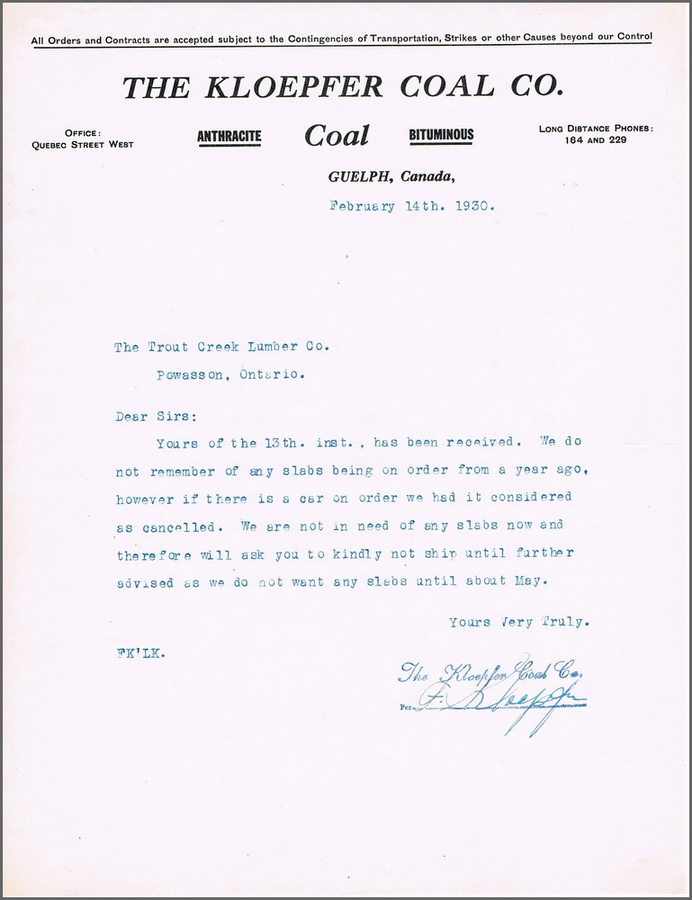 All Orders and Contracts are accepted subject to the Contingencies of Transportation, Strikes or other Causes beyond our Control
THE KLOEPFER COAL CO.
OFFICE:
QUEBEC STREET WEST
ANTHRACITE Coal BITUMINOUS
LONG DISTANCE PHONES:
164 AND 229
GUELPH, Canada,
February 14th. 1930.
The Trout Creek Lumber Co.
Powasson, Ontario.
Dear Sirs:
Yours of the 13th. inst., has been received. We do
not remember of any slabs being on order from a year ago,
however if there is a car on order we had it considered
as cancelled. We are not in need of any slabs now and
therefore will ask you to kindly not ship until further
advised as we do not want any slabs until about May.
Yours Very Truly.
FK'LK.
The Kloepfer Coal Co.
Per. F. Kloepfer